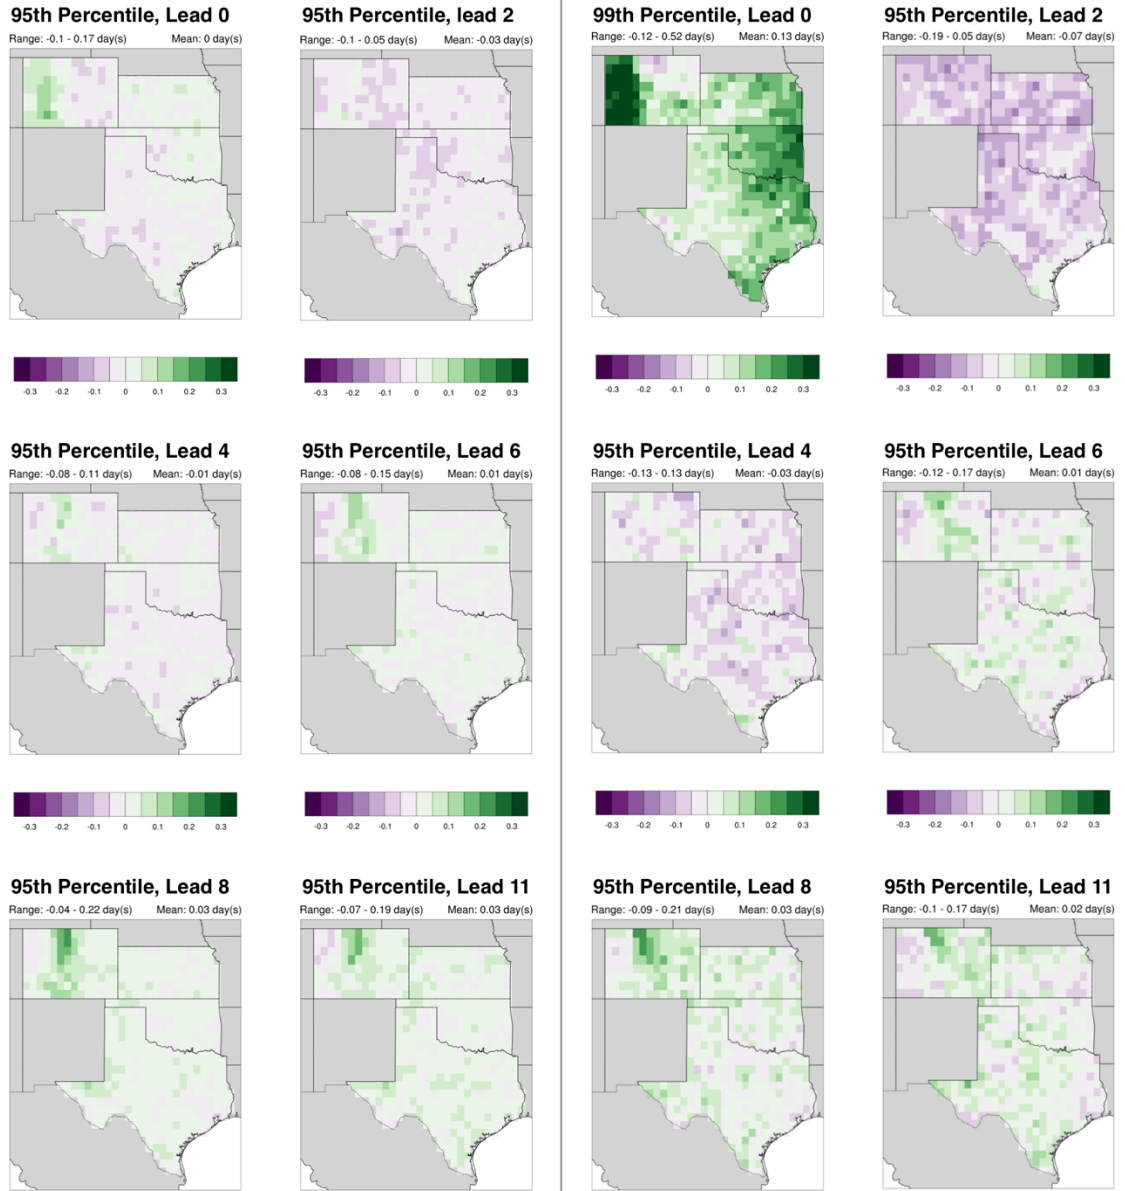 95th Percentile, Lead 0
Range: -0.1 - 0.17 day(s) Mean: 0 day(s)
-0.3 -0.2 -0.1 0 0.1 0.2 0.3
95th Percentile, lead 2
Range: -0.1 - 0.05 day(s) Mean: -0.03 day(s)
-0.3 -0.2 -0.1 0 0.1 0.2 0.3
99th Percentile, Lead 0
Range: -0.12 - 0.52 day(s) Mean: 0.13 day(s)
-0.3 -0.2 -0.1 0 0.1 0.2 0.3
95th Percentile, Lead 2
Range: -0.19 - 0.05 day(s) Mean: -0.07 day(s)
-0.3 -0.2 -0.1 0 0.1 0.2 0.3
95th Percentile, Lead 4
Range: -0.08 - 0.11 day(s) Mean: -0.01 day(s)
-0.3 -0.2 -0.1 0 0.1 0.2 0.3
95th Percentile, Lead 6
Range: -0.08 - 0.15 day(s) Mean: 0.01 day(s)
-0.3 -0.2 -0.1 0 0.1 0.2 0.3
95th Percentile, Lead 4
Range: -0.13 - 0.13 day(s) Mean: -0.03 day(s)
-0.3 -0.2 -0.1 0 0.1 0.2 0.3
95th Percentile, Lead 6
Range: -0.12 - 0.17 day(s) Mean: 0.01 day(s)
-0.3 -0.2 -0.1 0 0.1 0.2 0.3
95th Percentile, Lead 8
Range: -0.04 - 0.22 day(s) Mean: 0.03 day(s)
95th Percentile, Lead 11
Range: -0.07 - 0.19 day(s) Mean: 0.03 day(s)
95th Percentile, Lead 8
Range: -0.09 - 0.21 day(s) Mean: 0.03 day(s)
95th Percentile, Lead 11
Range: -0.1 - 0.17 day(s) Mean: 0.02 day(s)